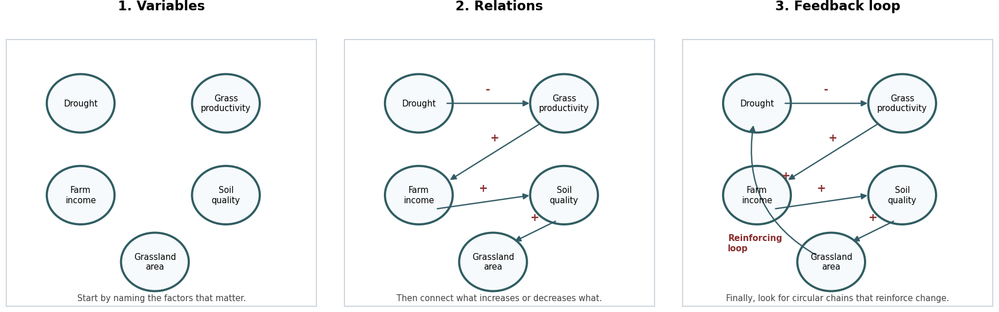 1. Variables
Drought
Grass
productivity
Farm
income
Soil
quality
Grassland
area
Start by naming the factors that matter.
2. Relations
Drought
-
Grass
productivity
+
Farm
income
+
Soil
quality
+
Grassland
area
Then connect what increases or decreases what.
3. Feedback loop
Drought
-
Grass
productivity
+
+
Farm
income
+
Soil
quality
+
Reinforcing
loop
Grassland
area
Finally, look for circular chains that reinforce change.